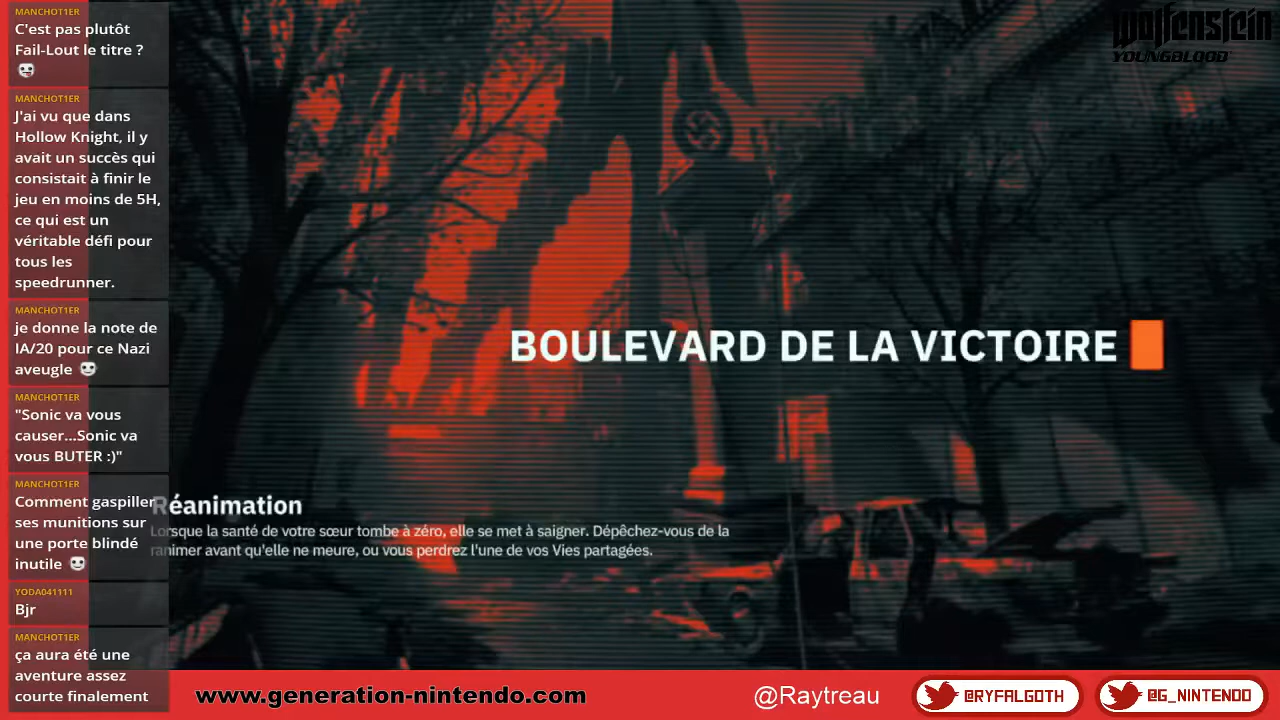 MANCHOT1ER
C'est pas plutôt
Fail-Lout le titre ?
MANCHOT1ER
J'ai vu que dans
Hollow Knight, il y
avait un succès qui
consistait à finir le
jeu en moins de 5H,
ce qui est un
véritable défi pour
tous les
speedrunner.
MANCHOT1ER
je donne la note de
IA/20 pour ce Nazi
aveugle
MANCHOT1ER
"Sonic va vous
causer...Sonic va
vous BUTER :)"
MANCHOT1ER
Comment gaspiller
ses munitions sur
une porte blindé
inutile
YODA041111
Bjr
MANCHOT1ER
ça aura été une
aventure assez
courte finalement
Wolfenstein
YOUNGBLOOD
BOULEVARD DE LA VICTOIRE
Réanimation
Lorsque la santé de votre sœur tombe à zéro, elle se met à saigner. Dépêchez-vous de la
ranimer avant qu'elle ne meure, ou vous perdrez l'une de vos Vies partagées.
www.generation-nintendo.com
@Raytreau
@RYFALGOTH
@G_NINTENDO